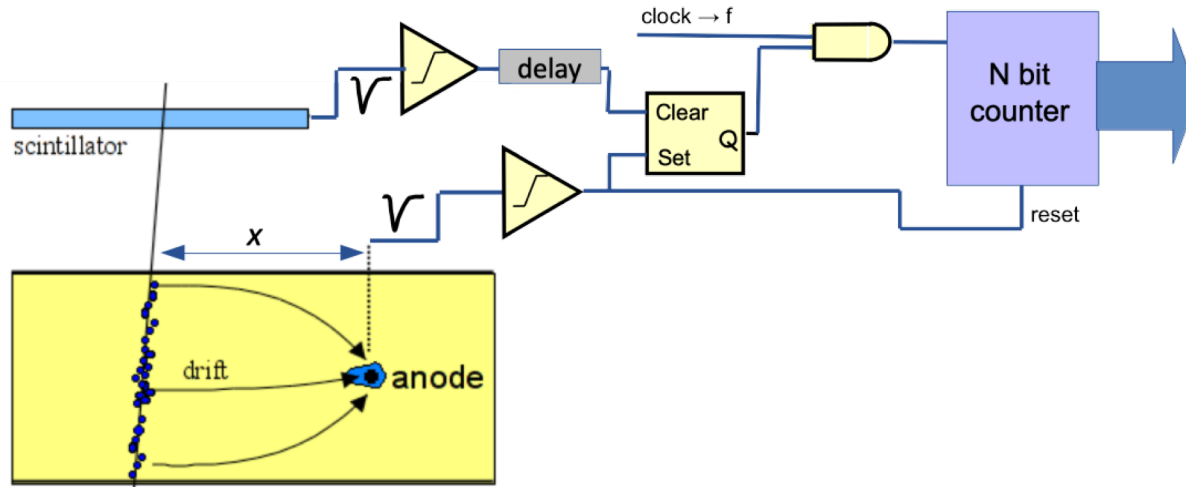 clock → f
delay
N bit
counter
Clear
Set
Q
scintillator
reset
x
drift
anode